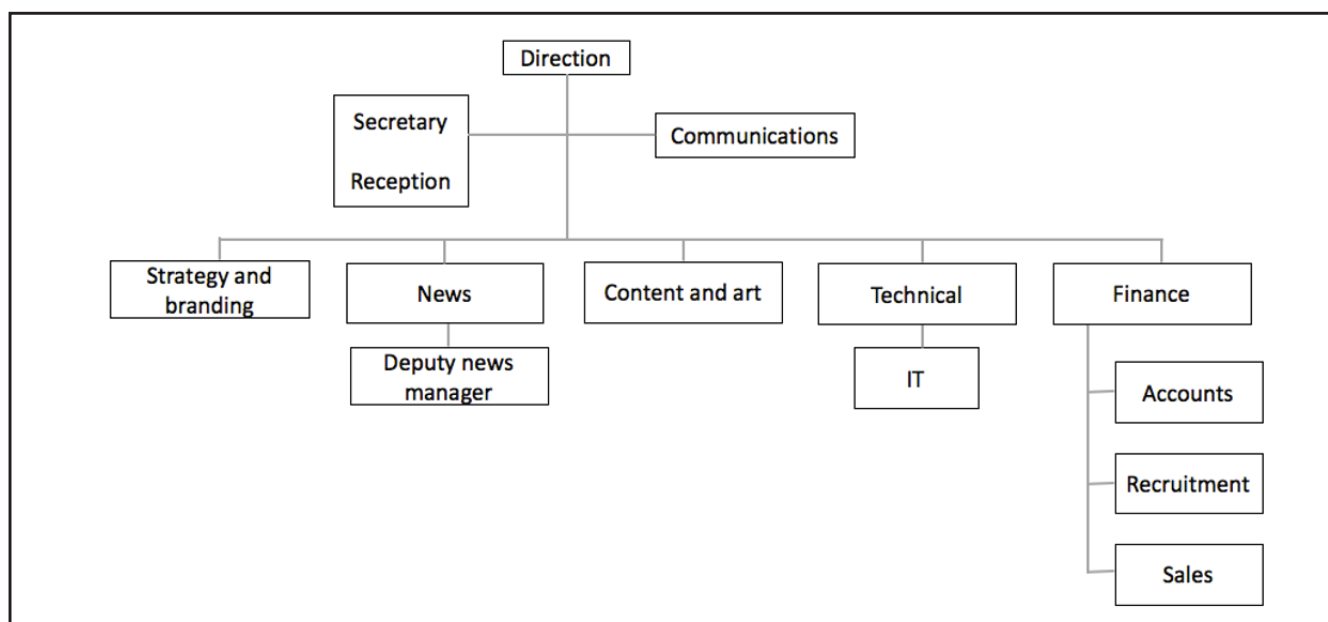 Direction
Secretary
Reception
Communications
Strategy and
branding
News
Content and art
Technical
Finance
Deputy news
manager
IT
Accounts
Recruitment
Sales